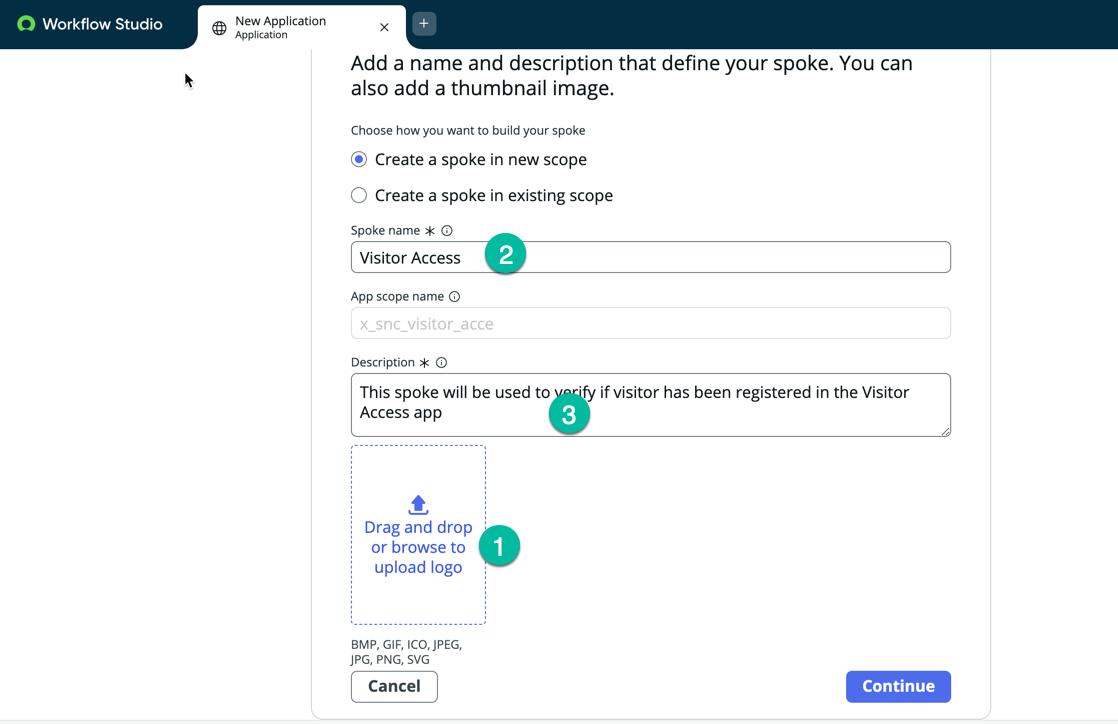 Workflow Studio
New Application
Application
Add a name and description that define your spoke. You can
also add a thumbnail image.
Choose how you want to build your spoke
Create a spoke in new scope
Create a spoke in existing scope
Spoke name *
Visitor Access
2
App scope name
x_snc_visitor_acce
Description *
This spoke will be used to verify if visitor has been registered in the Visitor
Access app
3
Drag and drop
or browse to
upload logo
1
BMP, GIF, ICO, JPEG,
JPG, PNG, SVG
Cancel
Continue